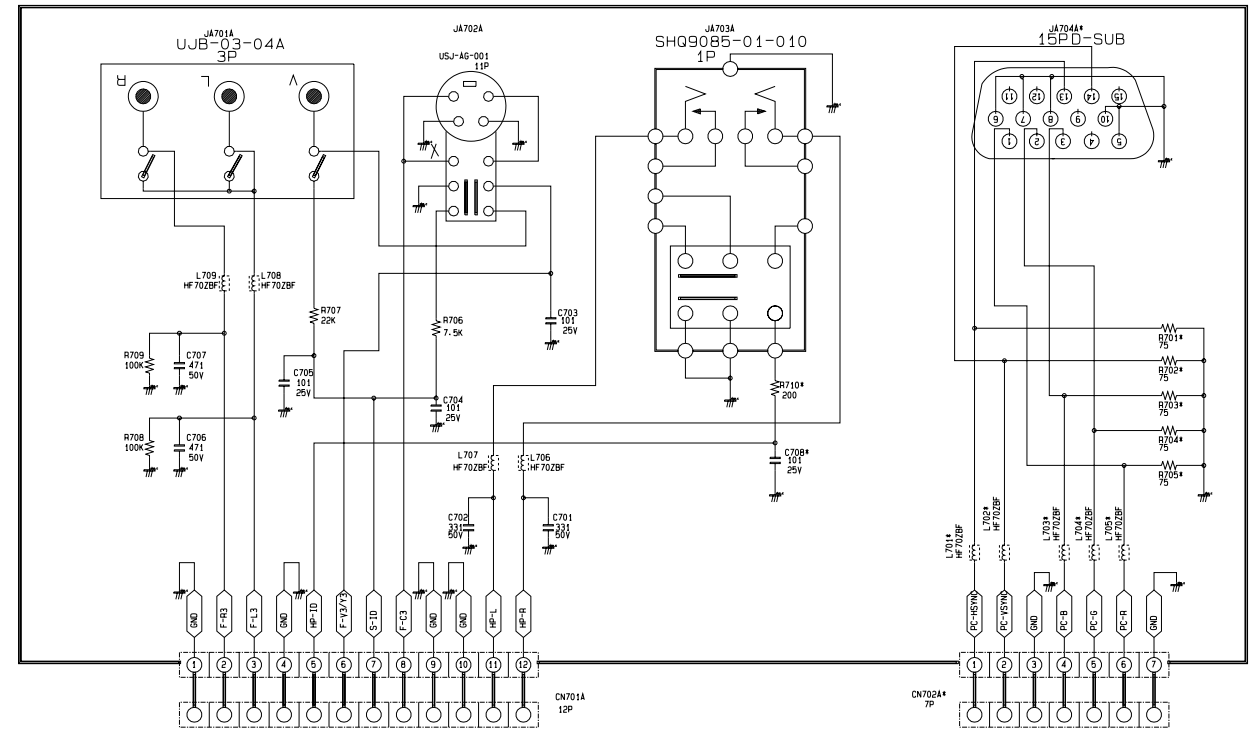 JA701A
UJB-03-04A
3P
R
L
V
JA702A
USJ-AG-001
11P
JA703A
SHQ9085-01-010
1P
JA704A*
15PD-SUB
11
12
13
14
15
6
7
8
9
10
1
2
3
4
5
L709
HF70ZBF
L708
HF70ZBF
R707
22K
R706
7.5K
C703
101
25V
R709
100K
C707
471
50V
C705
101
25V
C704
101
25V
R710*
200
R708
100K
C706
471
50V
L707
HF70ZBF
L706
HF70ZBF
C708*
101
25V
C702
331
50V
C701
331
50V
R701*
75
R702*
75
R703*
75
R704*
75
R705*
75
L701*
HF70ZBF
L702*
HF70ZBF
L703*
HF70ZBF
L704*
HF70ZBF
L705*
HF70ZBF
GND
F-R3
F-L3
GND
HP-ID
F-V3/Y3
S-ID
F-C3
GND
GND
HP-L
HP-R
PC-HSYNC
PC-VSYNC
GND
PC-B
PC-G
PC-R
GND
1
2
3
4
5
6
7
8
9
10
11
12
1
2
3
4
5
6
7
CN701A
12P
CN702A*
7P